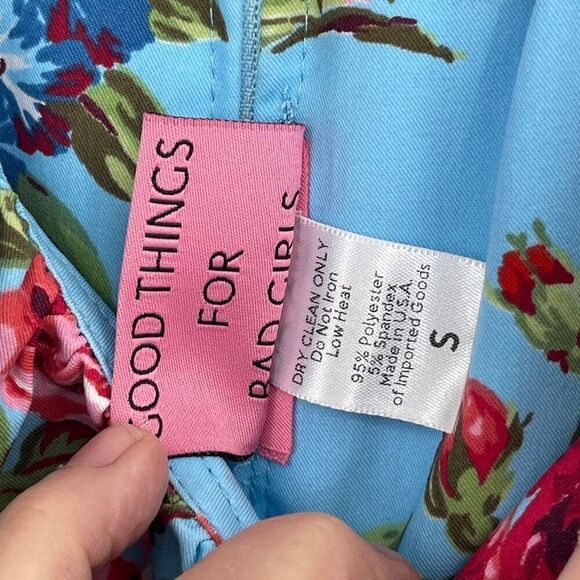 GOOD THINGS
FOR
BAD GIRLS
DRY CLEAN ONLY
Do Not Iron
Low Heat
95% Polyester
5% Spandex
Made in U.S.A.
of Imported Goods
S